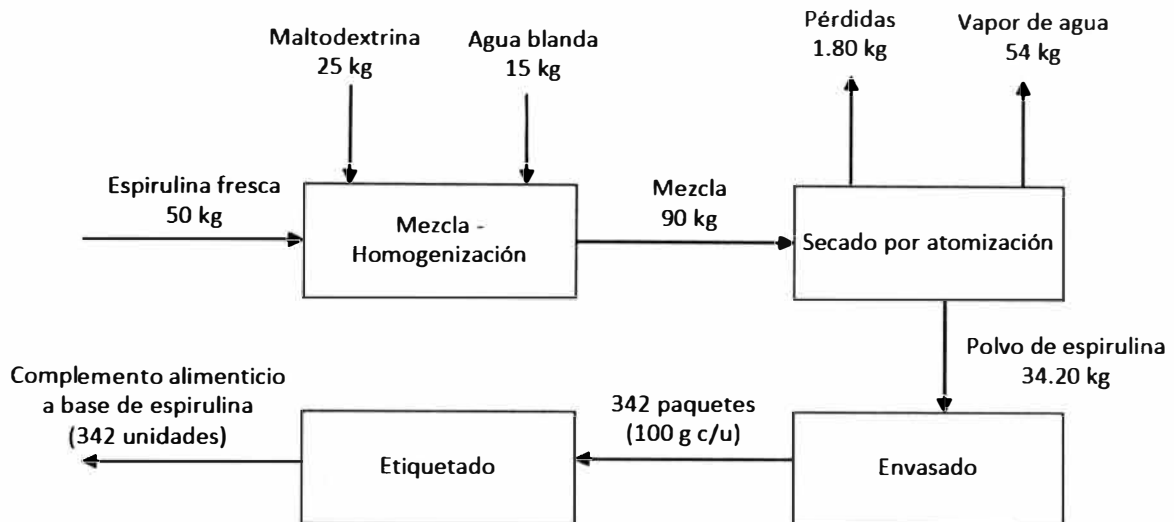 Maltodextrina
25 kg
Agua blanda
15 kg
Pérdidas
1.80 kg
Vapor de agua
54 kg
Espirulina fresca
50 kg
Mezcla -
Homogenización
Mezcla
90 kg
Secado por atomización
Polvo de espirulina
34.20 kg
Complemento alimenticio
a base de espirulina
(342 unidades)
Etiquetado
342 paquetes
(100 g c/u)
Envasado